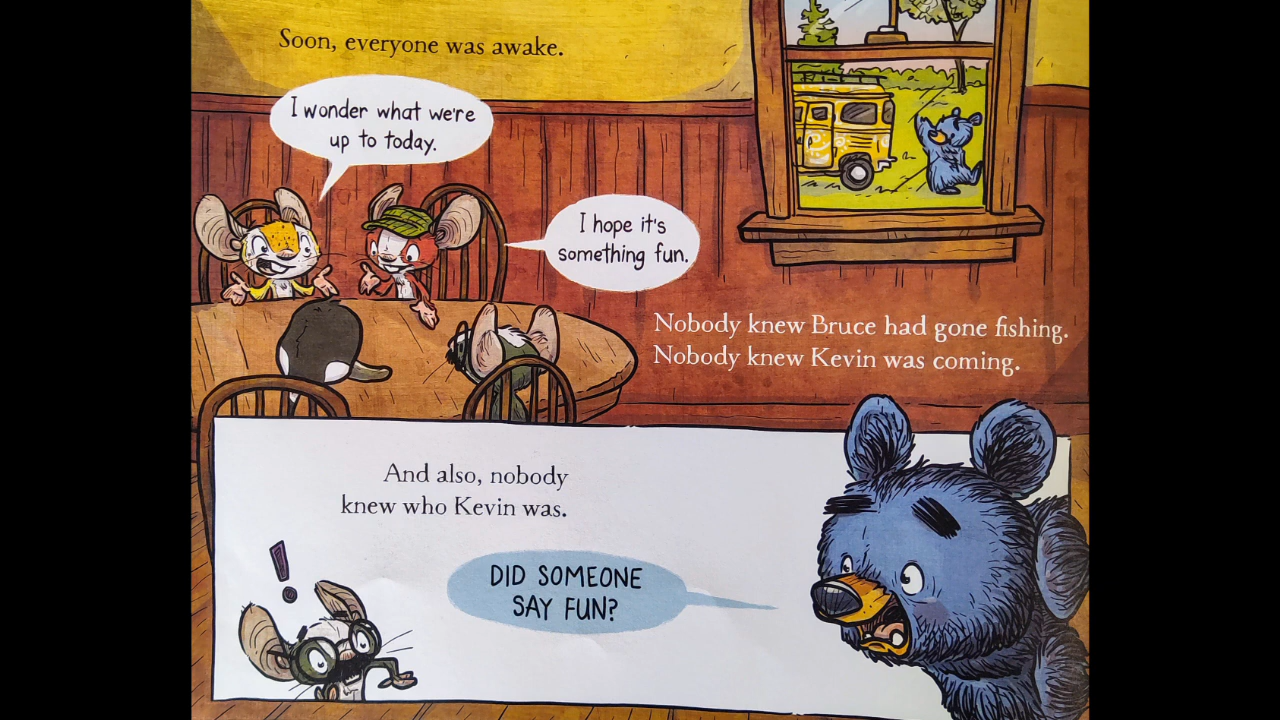 Soon, everyone was awake.
I wonder what we're
up to today.
I hope it's
something fun.
Nobody knew Bruce had gone fishing.
Nobody knew Kevin was coming.
And also, nobody
knew who Kevin was.
!
DID SOMEONE
SAY FUN?